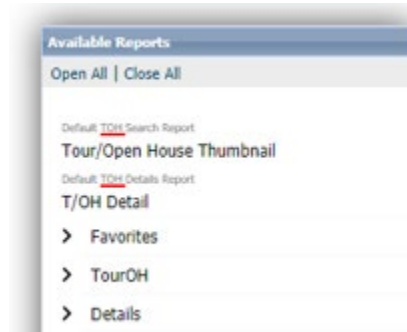 Available Reports
Open All | Close All
Default TOH Search Report
Tour/Open House Thumbnail
Default TOH Details Report
T/OH Detail
Favorites
TourOH
Details